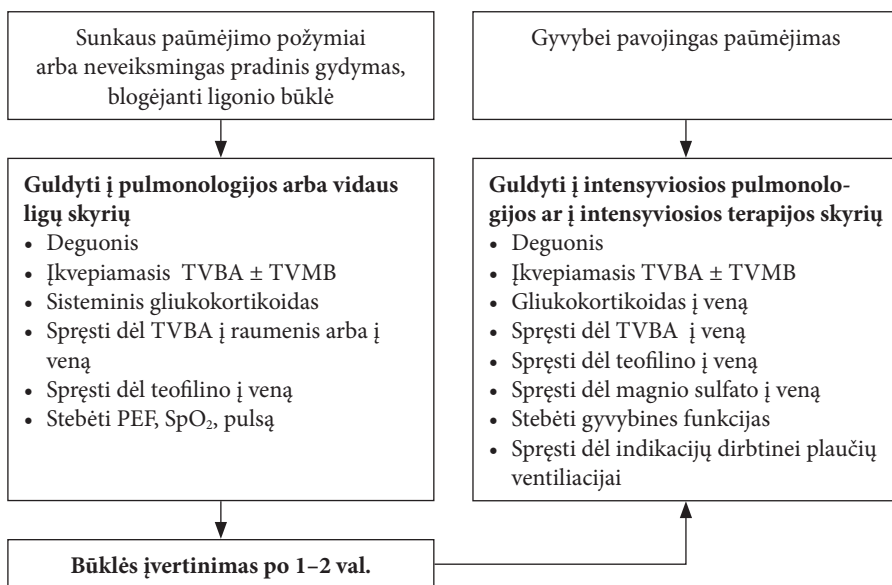 Sunkaus paūmėjimo požymiai
arba neveiksmingas pradinis gydymas,
blogėjanti ligonio būklė
Gyvybei pavojingas paūmėjimas
Guldyti į pulmonologijos arba vidaus
ligų skyrių
• Deguonis
• Įkvepiamasis TVBA ± TVMB
• Sisteminis gliukokortikoidas
• Spręsti dėl TVBA į raumenis arba į
veną
• Spręsti dėl teofilino į veną
• Stebėti PEF, SpO₂, pulsą
Guldyti į intensyviosios pulmonolo-
gijos ar į intensyviosios terapijos skyrių
• Deguonis
• Įkvepiamasis TVBA ± TVMB
• Gliukokortikoidas į veną
• Spręsti dėl TVBA į veną
• Spręsti dėl teofilino į veną
• Spręsti dėl magnio sulfato į veną
• Stebėti gyvybines funkcijas
• Spręsti dėl indikacijų dirbtinei plaučių
ventiliacijai
Būklės įvertinimas po 1–2 val.